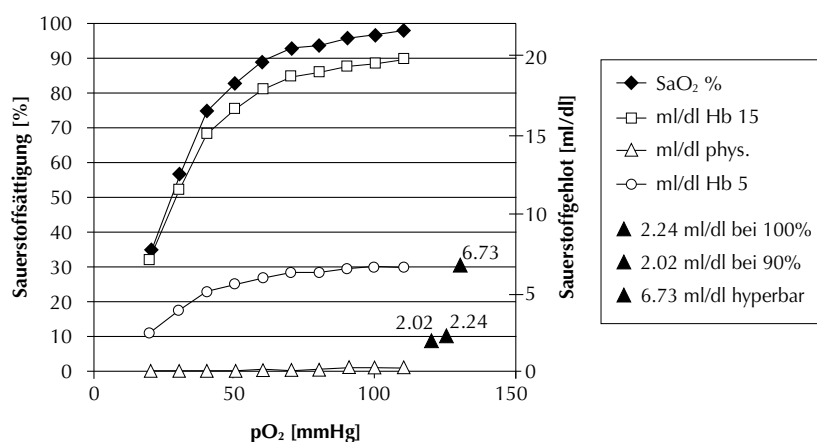 100
90
80
70
60
50
40
30
20
10
0
Sauerstoffsättigung [%]
0
50
100
150
pO₂ [mmHg]
20
15
10
5
0
Sauerstoffgehlot [ml/dl]
6.73
2.02
2.24
SaO₂ %
ml/dl Hb 15
ml/dl phys.
ml/dl Hb 5
2.24 ml/dl bei 100%
2.02 ml/dl bei 90%
6.73 ml/dl hyperbar